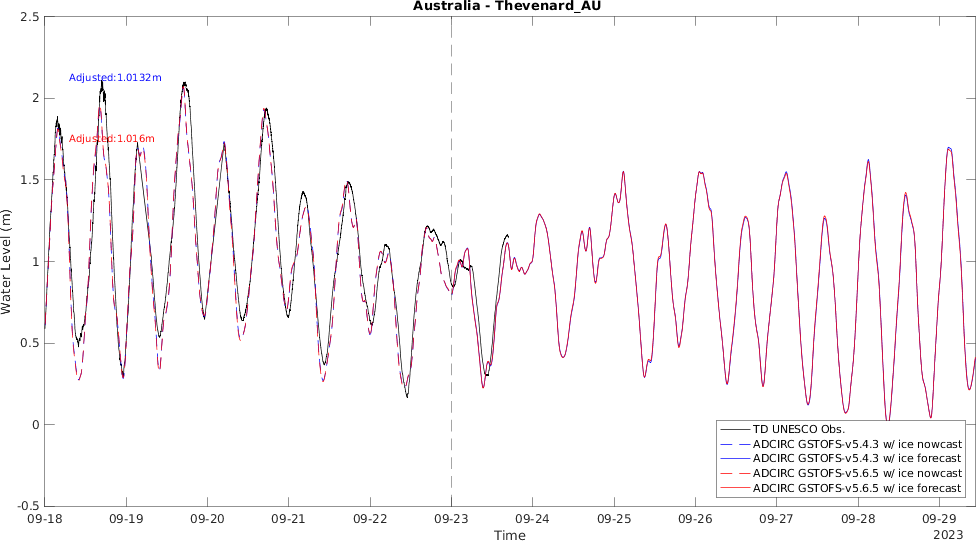 Australia - Thevenard_AU
2.5
2
1.5
1
0.5
0
-0.5
Water Level (m)
Adjusted:1.0132m
Adjusted:1.016m
TD UNESCO Obs.
ADCIRC GSTOFS-v5.4.3 w/ ice nowcast
ADCIRC GSTOFS-v5.4.3 w/ ice forecast
ADCIRC GSTOFS-v5.6.5 w/ ice nowcast
ADCIRC GSTOFS-v5.6.5 w/ ice forecast
09-18 09-19 09-20 09-21 09-22 09-23 09-24 09-25 09-26 09-27 09-28 09-29
Time
2023